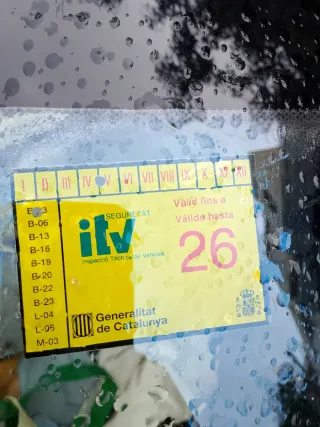 I II III IV V VI VII VIII IX X XI XII
B-06
B-13
B-16
B-19
B-20
B-22
B-23
L-04
L-05
M-03
SEGURETAT
itv
Inspecció Tècnica de Vehicles
Vàlid fins a
Válido hasta
26
Generalitat
de Catalunya